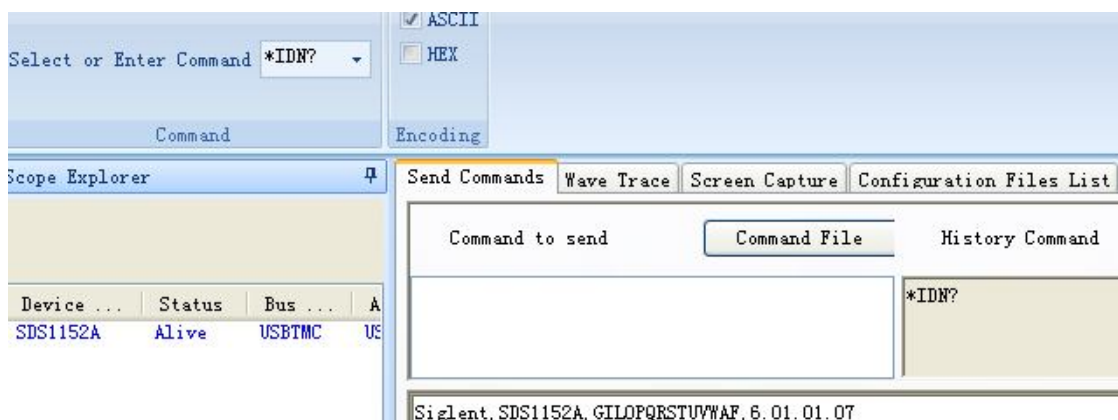 ASCII
Select or Enter Command *IDN?
HEX
Command
Encoding
Scope Explorer
Send Commands Wave Trace Screen Capture Configuration Files List
Command to send Command File History Command
*IDN?
Device ... Status Bus ... A
SDS1152A Alive USBTMC US
Siglent,SDS1152A,GILOPQRSTUVWAF,6.01.01.07